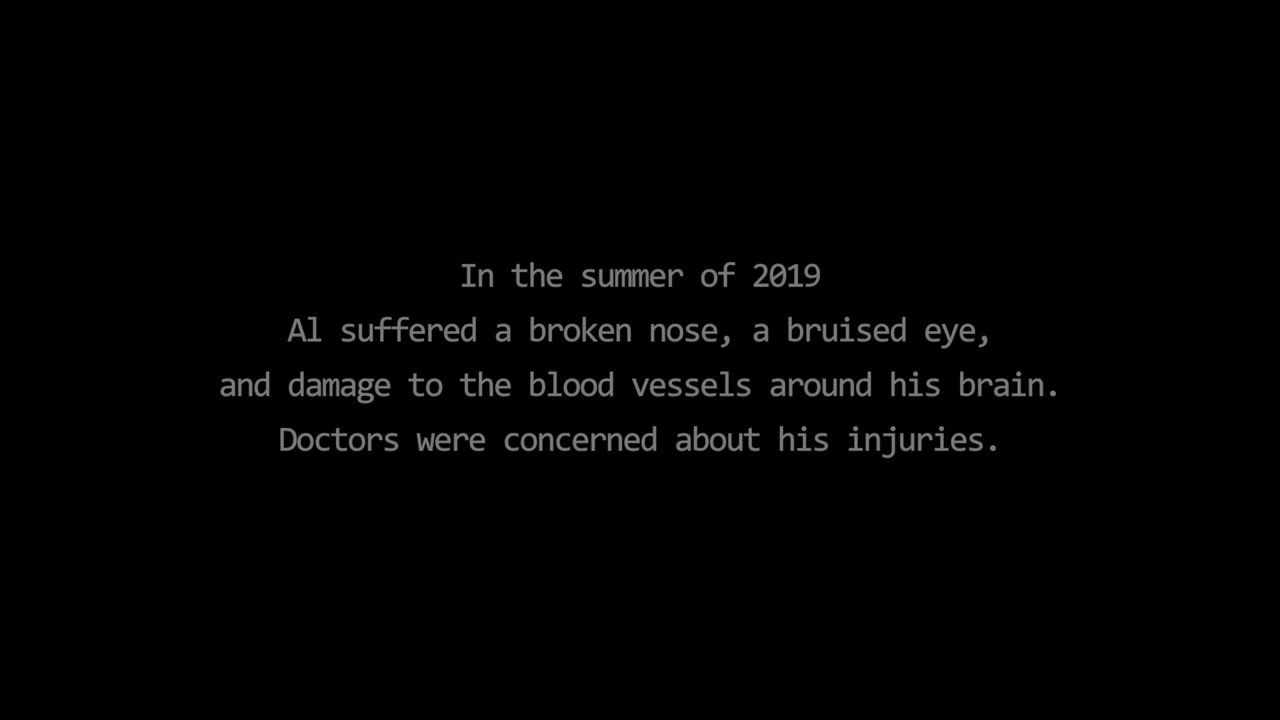 In the summer of 2019
Al suffered a broken nose, a bruised eye,
and damage to the blood vessels around his brain.
Doctors were concerned about his injuries.